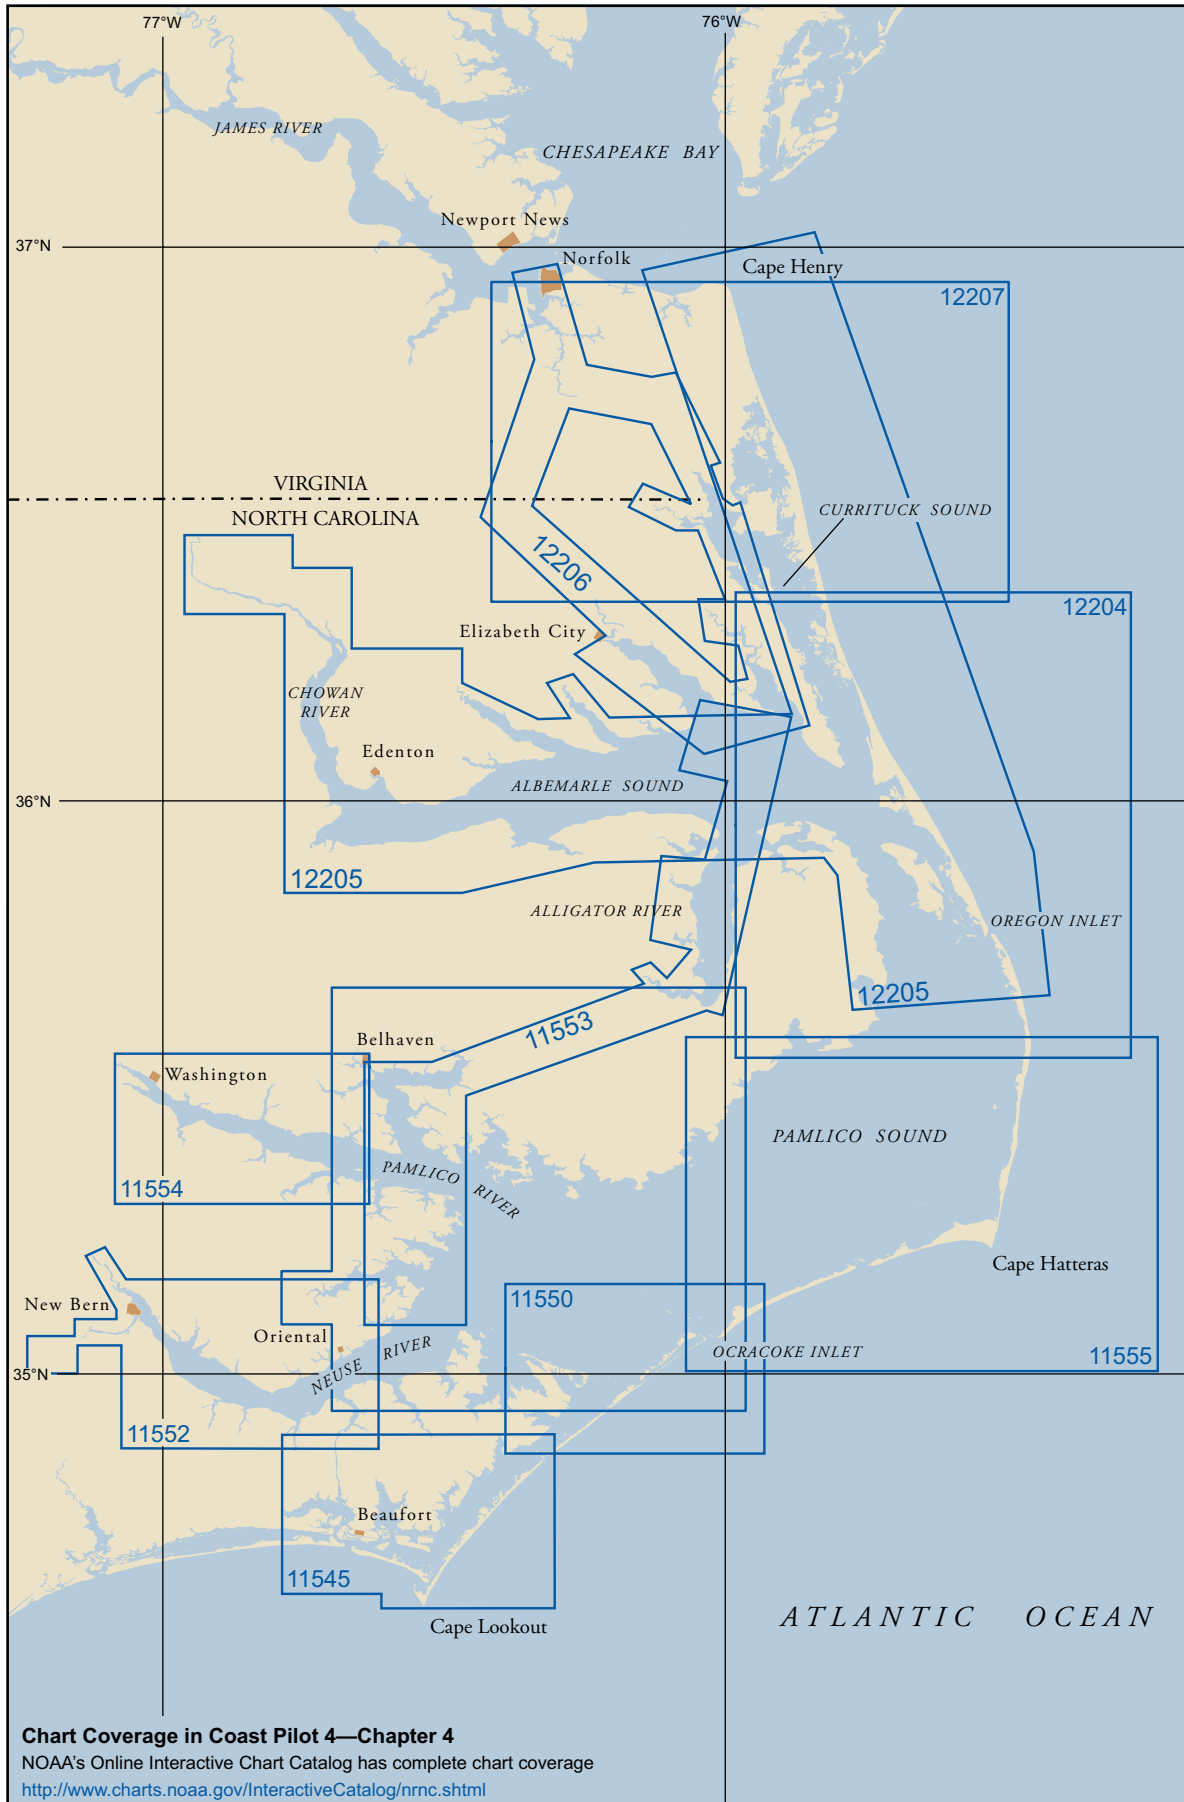 77°W
76°W
JAMES RIVER
CHESAPEAKE BAY
Newport News
37°N
Norfolk
Cape Henry
12207
VIRGINIA
NORTH CAROLINA
CURRITUCK SOUND
12206
12204
Elizabeth City
CHOWAN
RIVER
Edenton
ALBEMARLE SOUND
36°N
12205
ALLIGATOR RIVER
OREGON INLET
12205
11553
Belhaven
Washington
PAMLICO SOUND
11554
PAMLICO RIVER
Cape Hatteras
New Bern
11550
Oriental
NEUSE RIVER
OCRACOKE INLET
11555
35°N
11552
Beaufort
11545
Cape Lookout
ATLANTIC OCEAN
Chart Coverage in Coast Pilot 4—Chapter 4
NOAA's Online Interactive Chart Catalog has complete chart coverage
http://www.charts.noaa.gov/InteractiveCatalog/nrnc.shtml